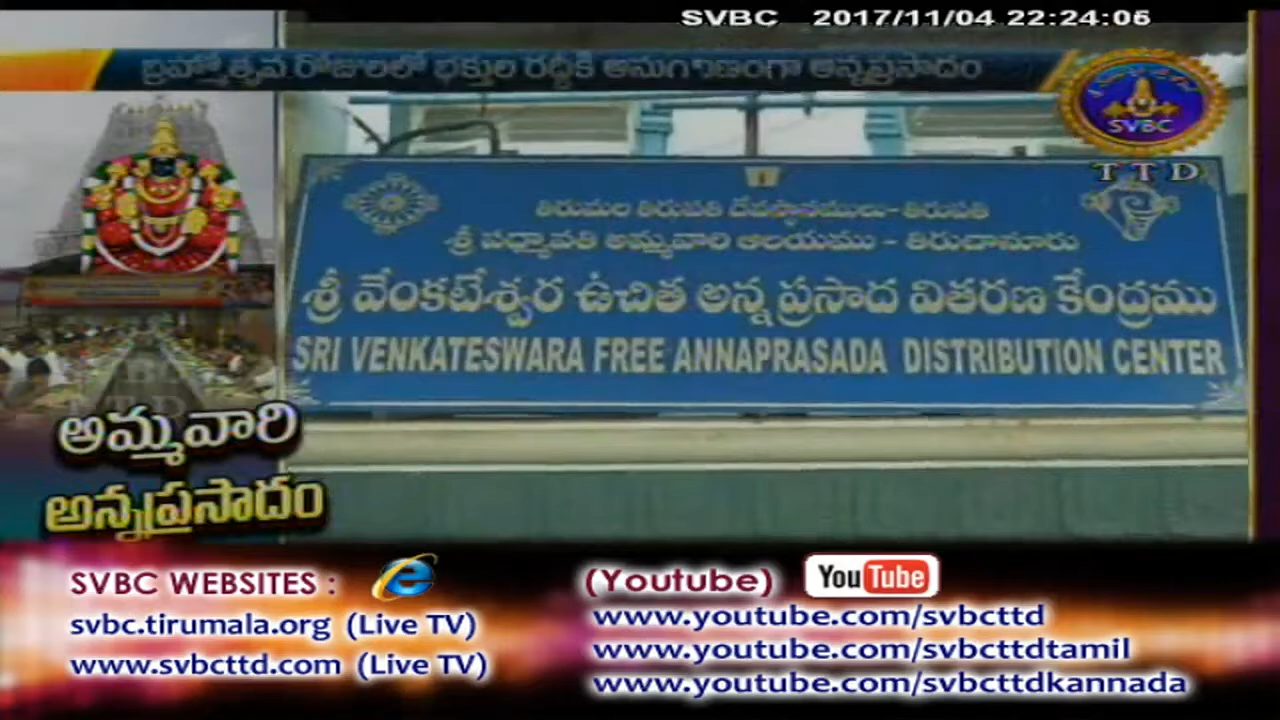 SVBC 2017/11/04 22:24:05
బ్రహ్మోత్సవ రోజులలో భక్తుల రద్దీకి అనుగుణంగా అన్నప్రసాదం
SVBC
TTD
తిరుమల తిరుపతి దేవస్థానములు - తిరుపతి
శ్రీ పద్మావతి అమ్మవారి ఆలయము - తిరుచానూరు
శ్రీ వేంకటేశ్వర ఉచిత అన్నప్రసాద వితరణ కేంద్రము
SRI VENKATESWARA FREE ANNAPRASADA DISTRIBUTION CENTER
అమ్మవారి
అన్నప్రసాదం
SVBC WEBSITES :
svbc.tirumala.org (Live TV)
www.svbcttd.com (Live TV)
(Youtube) YouTube
www.youtube.com/svbcttd
www.youtube.com/svbcttdtamil
www.youtube.com/svbcttdkannada